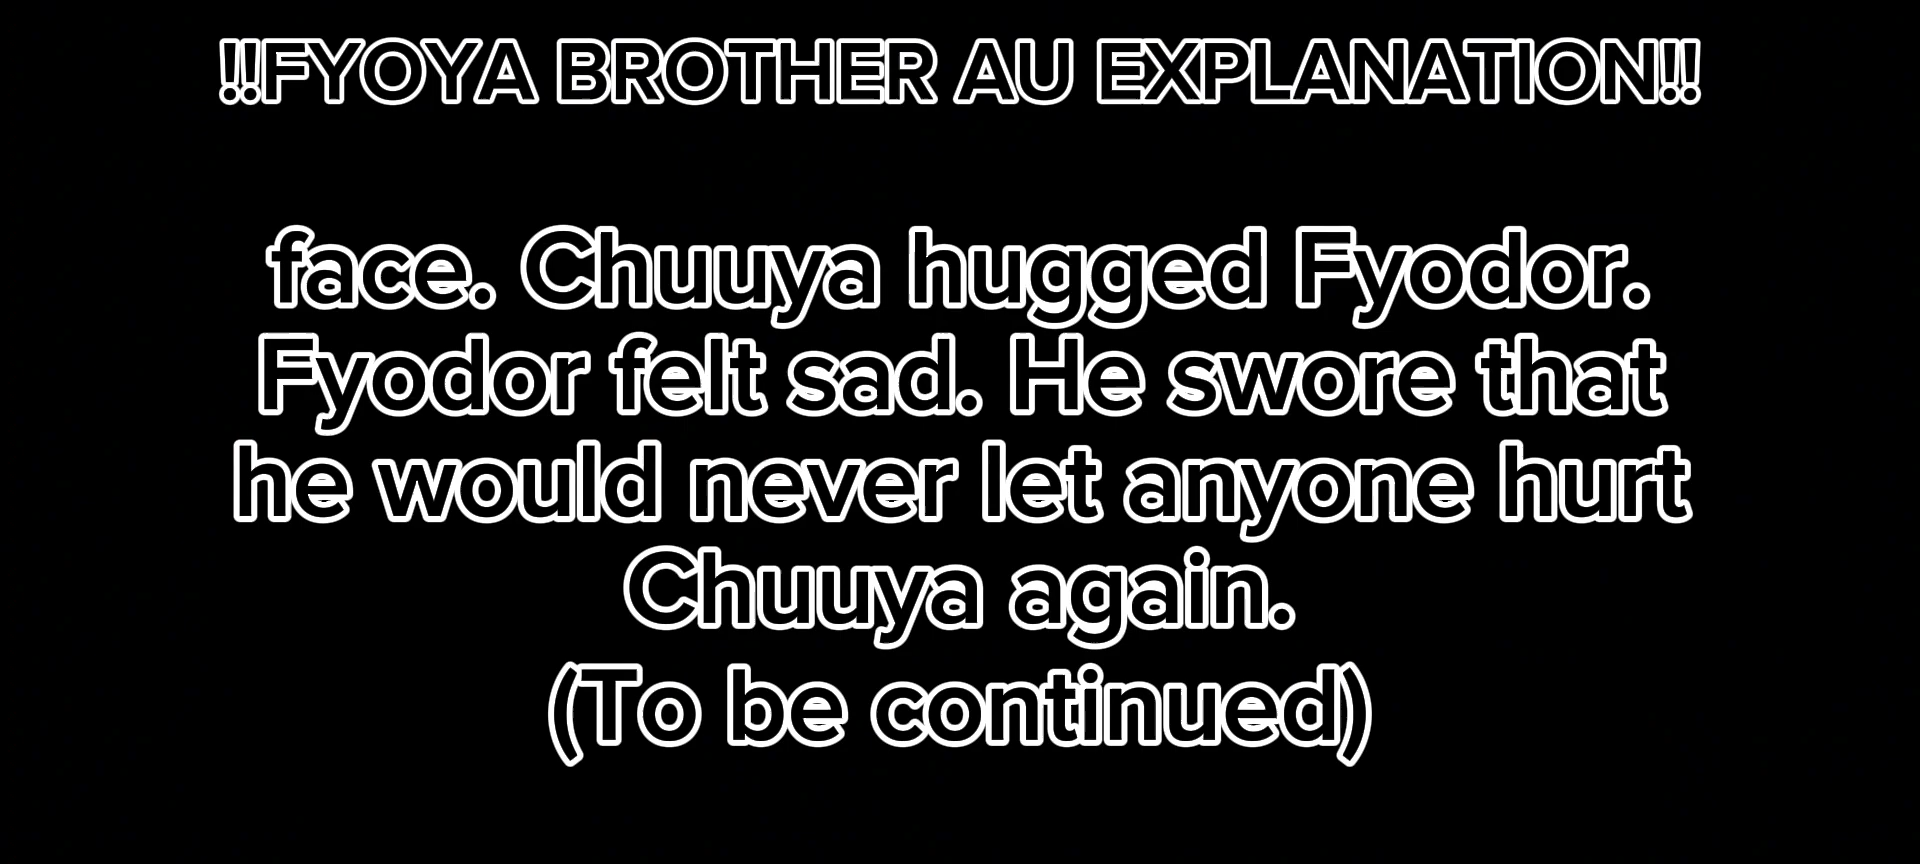 !!FYOYA BROTHER AU EXPLANATION!!
face. Chuuya hugged Fyodor.
Fyodor felt sad. He swore that
he would never let anyone hurt
Chuuya again.
(To be continued)